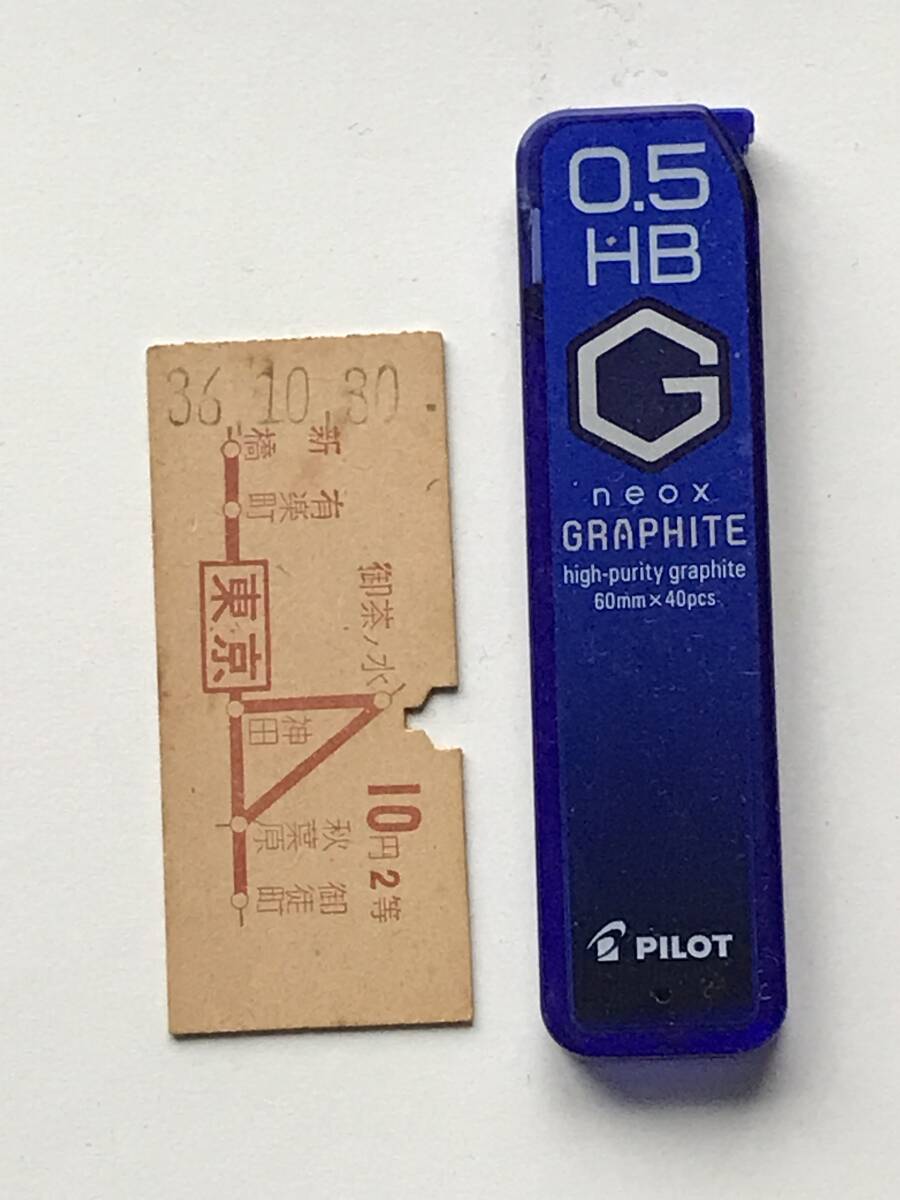 36.10.30.
新橋
有楽町
東京
御茶ノ水
神田
秋葉原
御徒町
10円2等
0.5
HB
G
neox
GRAPHITE
high-purity graphite
60mm×40pcs
PILOT